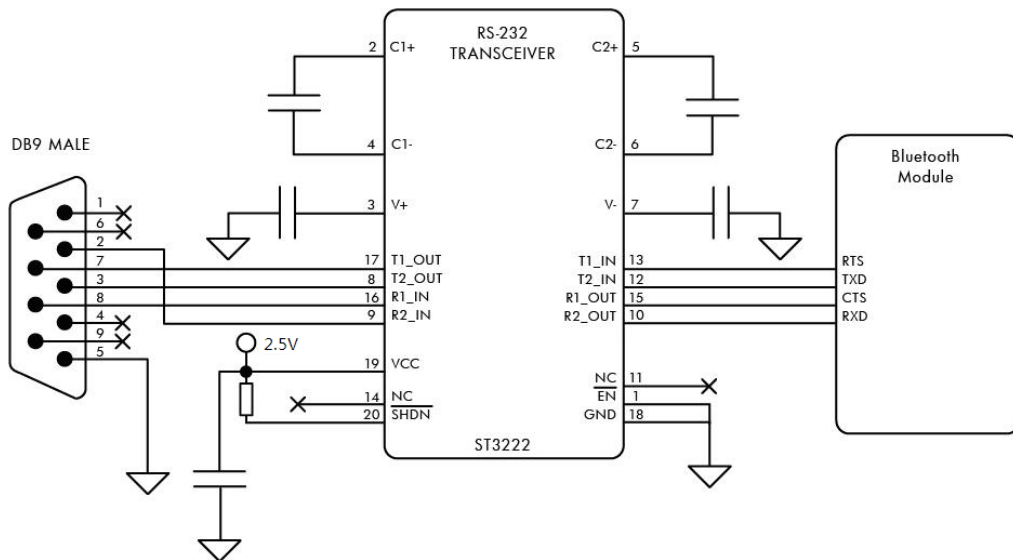 RS-232
TRANSCEIVER
2 C1+ C2+ 5
4 C1- C2- 6
DB9 MALE
Bluetooth
Module
1
6
2
7
3
8
4
9
5
3 V+ V- 7
17 T1_OUT T1_IN 13 RTS
8 T2_OUT T2_IN 12 TXD
16 R1_IN R1_OUT 15 CTS
9 R2_IN R2_OUT 10 RXD
2.5V
19 VCC
14 NC NC 11
20 SHDN EN 1
GND 18
ST3222